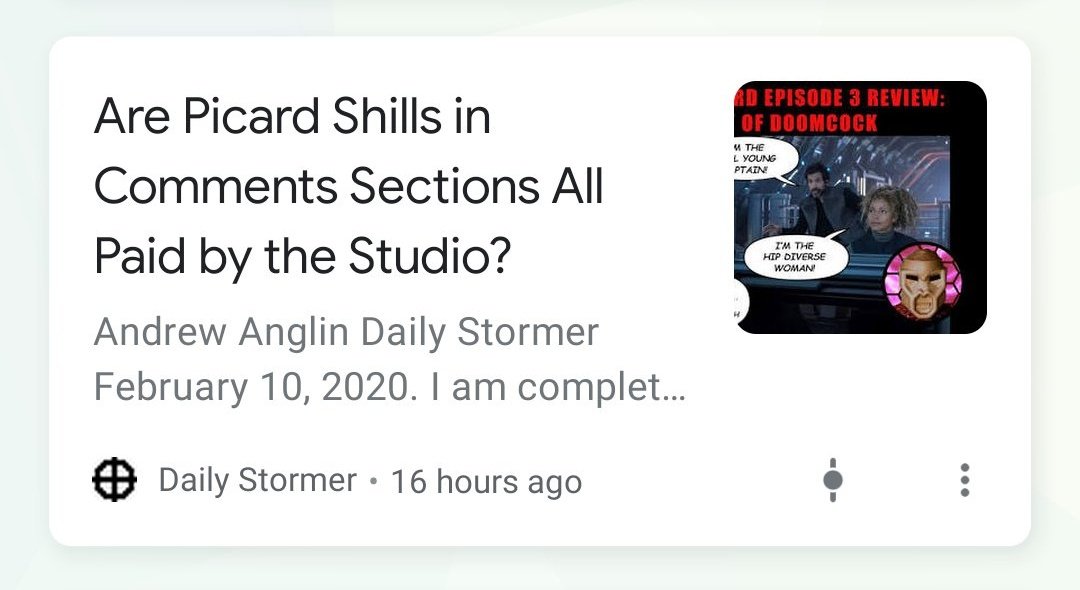 Are Picard Shills in
Comments Sections All
Paid by the Studio?
Andrew Anglin Daily Stormer
February 10, 2020. I am complet...
RD EPISODE 3 REVIEW:
OF DOOMCOCK
M THE
L YOUNG
PTAIN!
I'M THE
HIP DIVERSE
WOMAN!
Daily Stormer • 16 hours ago